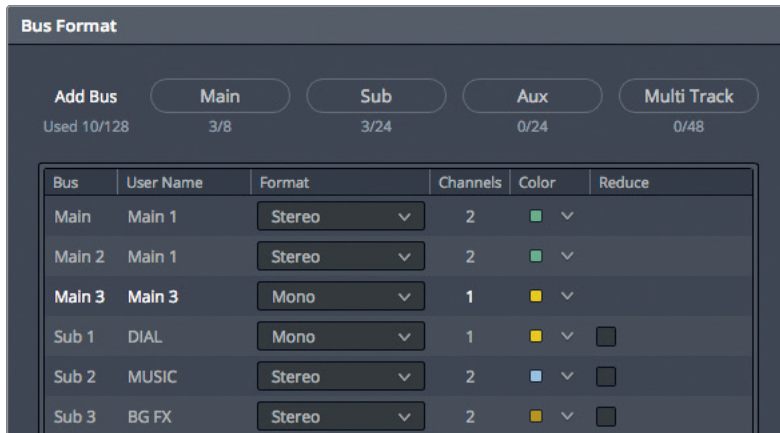 Bus Format
Add Bus Main Sub Aux Multi Track
Used 10/128 3/8 3/24 0/24 0/48
Bus User Name Format Channels Color Reduce
Main Main 1 Stereo 2
Main 2 Main 1 Stereo 2
Main 3 Main 3 Mono 1
Sub 1 DIAL Mono 1
Sub 2 MUSIC Stereo 2
Sub 3 BG FX Stereo 2